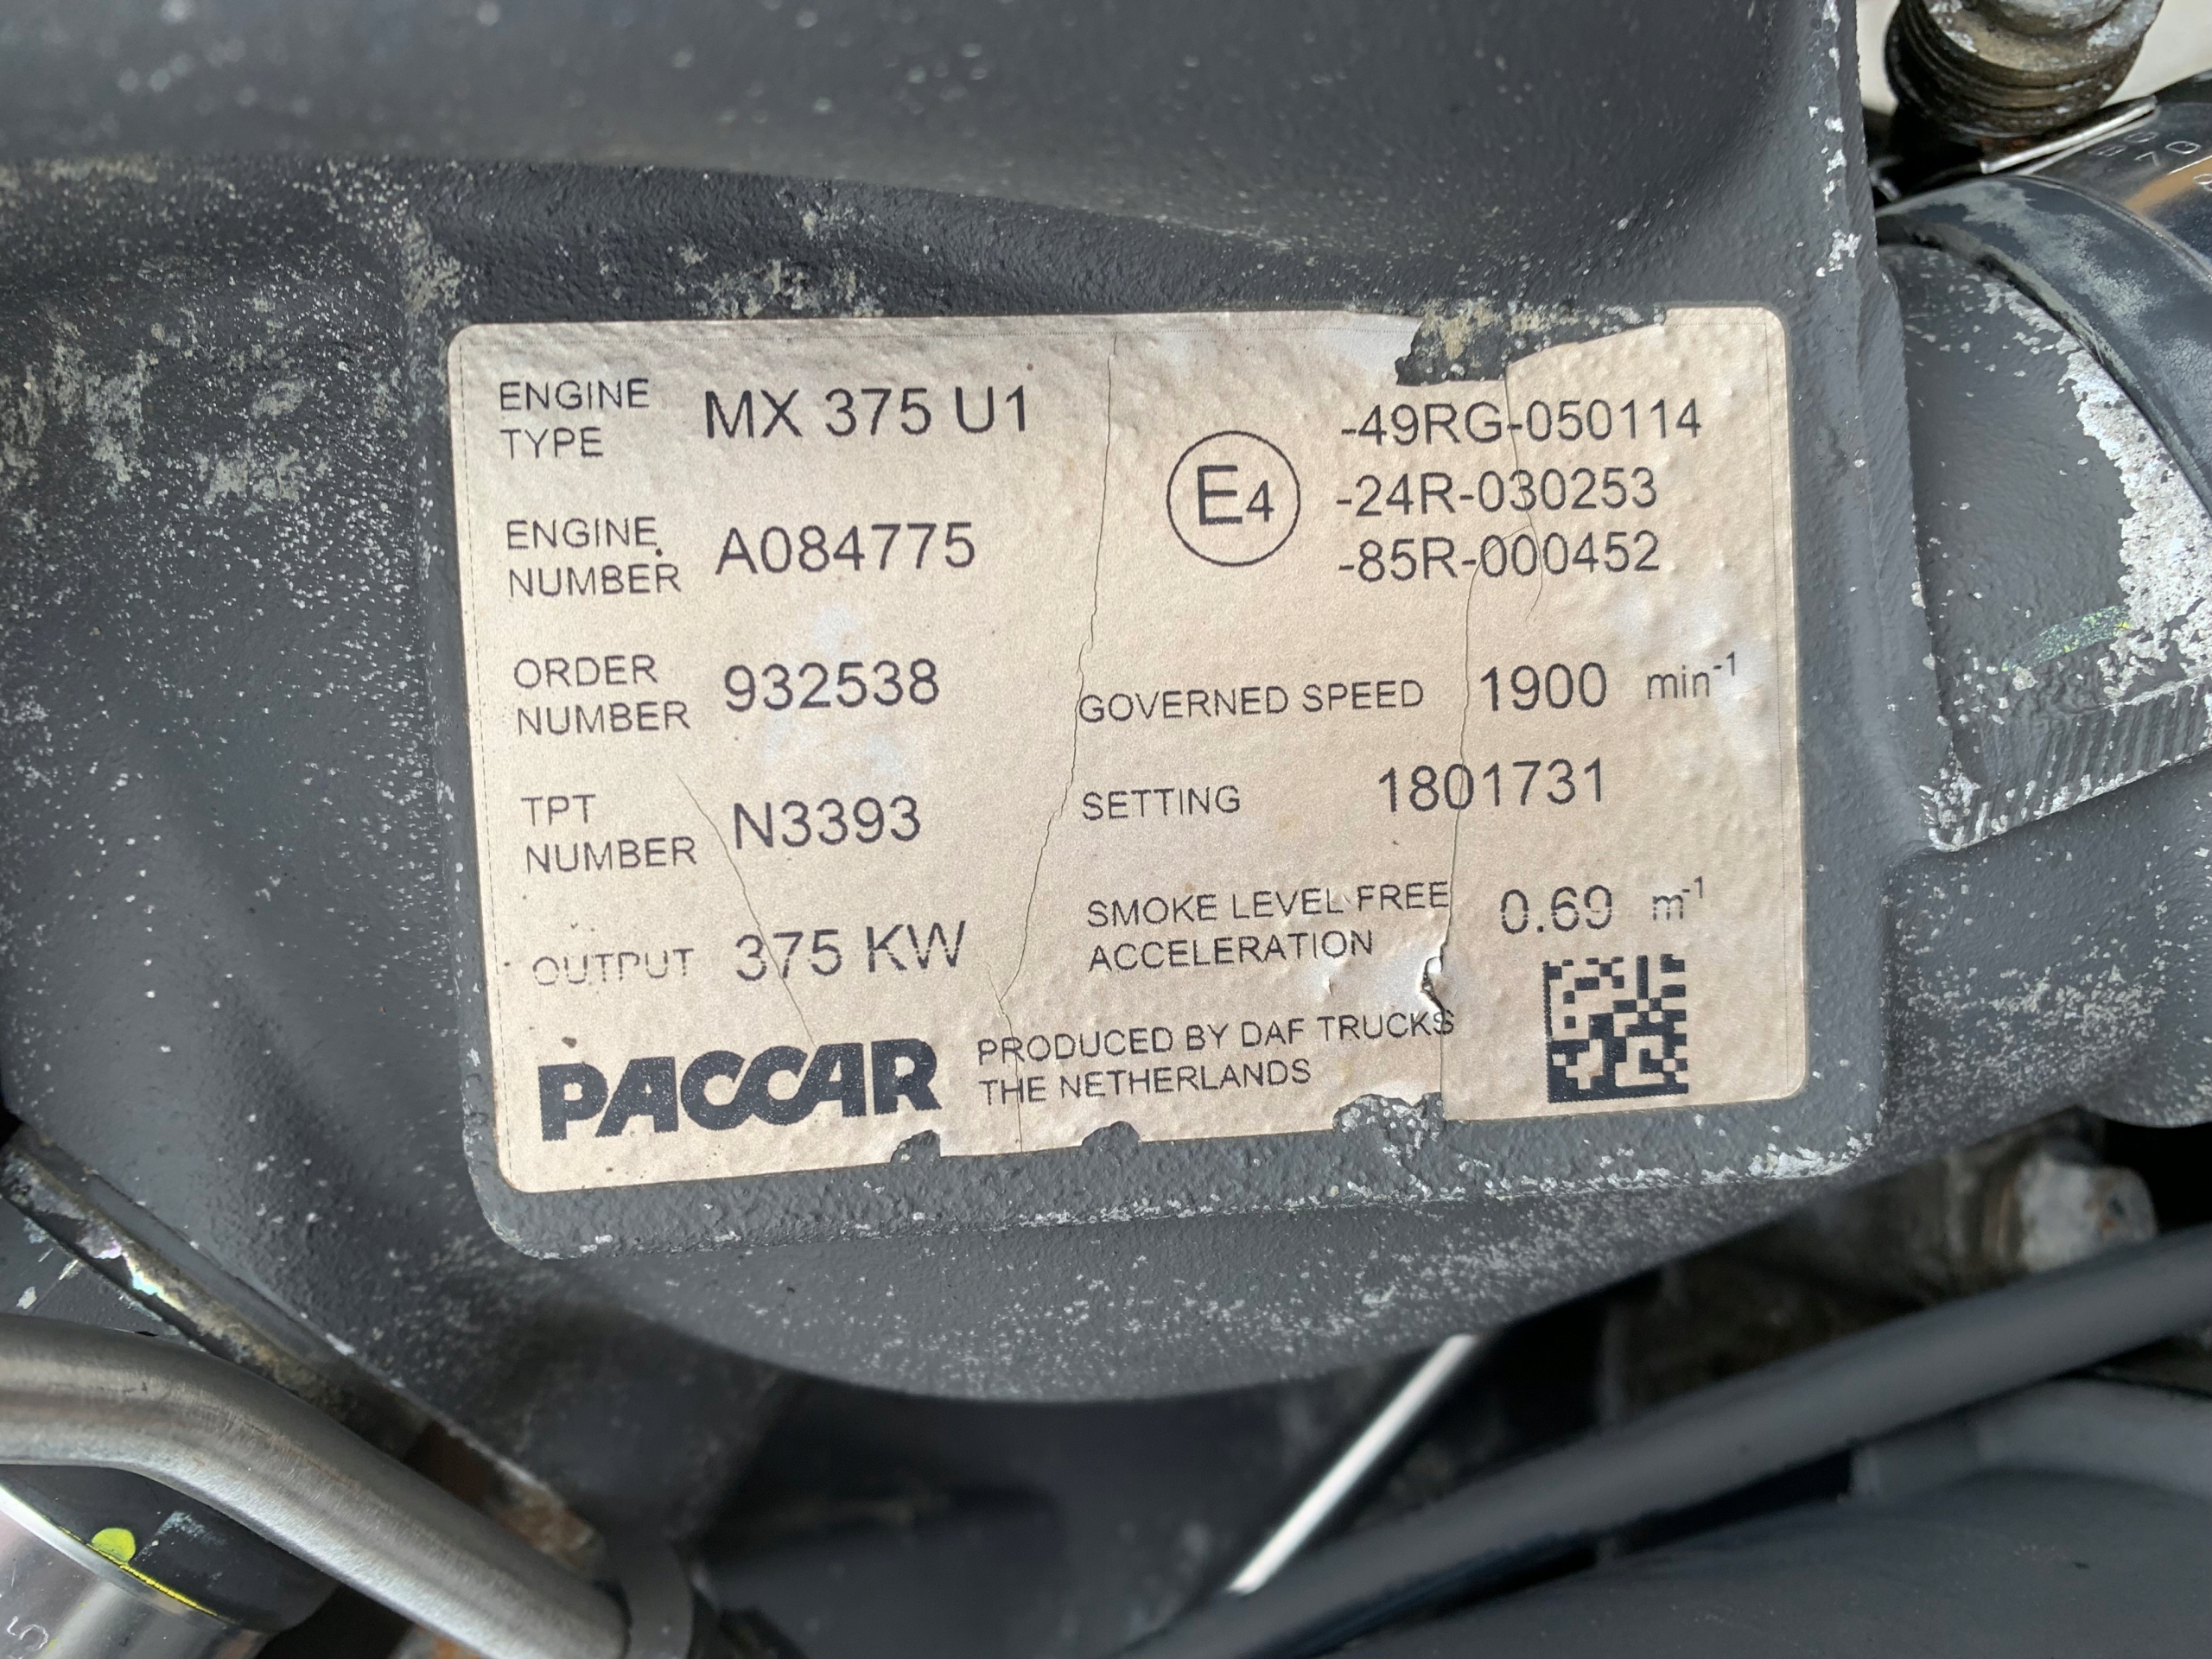 ENGINE TYPE MX 375 U1
ENGINE NUMBER A084775
ORDER NUMBER 932538
TPT NUMBER N3393
OUTPUT 375 KW
E4
-49RG-050114
-24R-030253
-85R-000452
GOVERNED SPEED 1900 min-1
SETTING 1801731
SMOKE LEVEL FREE ACCELERATION 0.69 m-1
PACCAR
PRODUCED BY DAF TRUCKS
THE NETHERLANDS
5